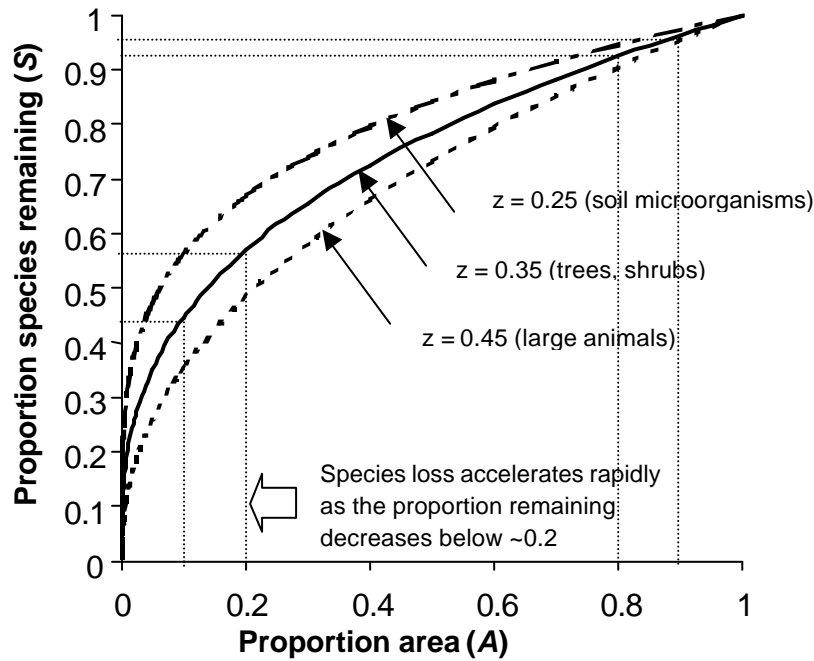 Proportion species remaining (S)
1
0.9
0.8
0.7
0.6
0.5
0.4
0.3
0.2
0.1
0
z = 0.25 (soil microorganisms)
z = 0.35 (trees, shrubs)
z = 0.45 (large animals)
Species loss accelerates rapidly
as the proportion remaining
decreases below ~0.2
0 0.2 0.4 0.6 0.8 1
Proportion area (A)